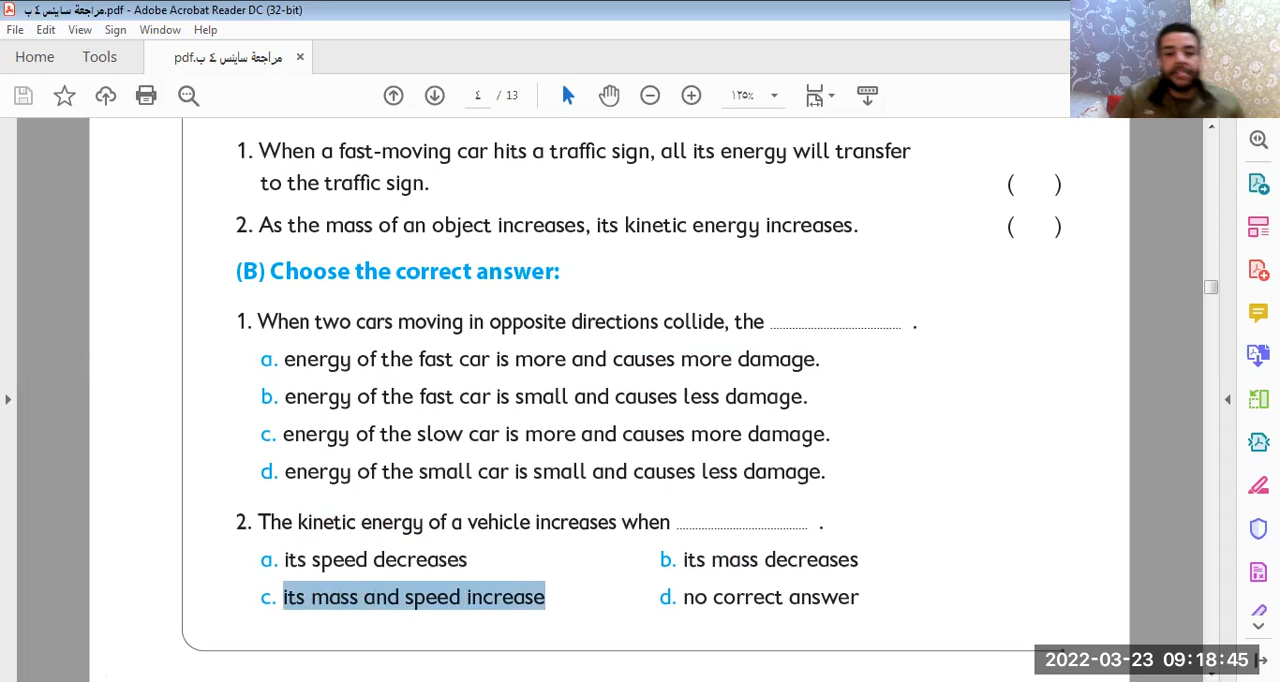 مراجعة ساينس ٤ ب.pdf - Adobe Acrobat Reader DC (32-bit)
File Edit View Sign Window Help
Home Tools مراجعة ساينس ٤ ب.pdf ×
٤ / 13 ١٢٥%
1. When a fast-moving car hits a traffic sign, all its energy will transfer
to the traffic sign. ( )
2. As the mass of an object increases, its kinetic energy increases. ( )
(B) Choose the correct answer:
1. When two cars moving in opposite directions collide, the ........................................ .
a. energy of the fast car is more and causes more damage.
b. energy of the fast car is small and causes less damage.
c. energy of the slow car is more and causes more damage.
d. energy of the small car is small and causes less damage.
2. The kinetic energy of a vehicle increases when ........................................ .
a. its speed decreases b. its mass decreases
c. its mass and speed increase d. no correct answer
2022-03-23 09:18:45